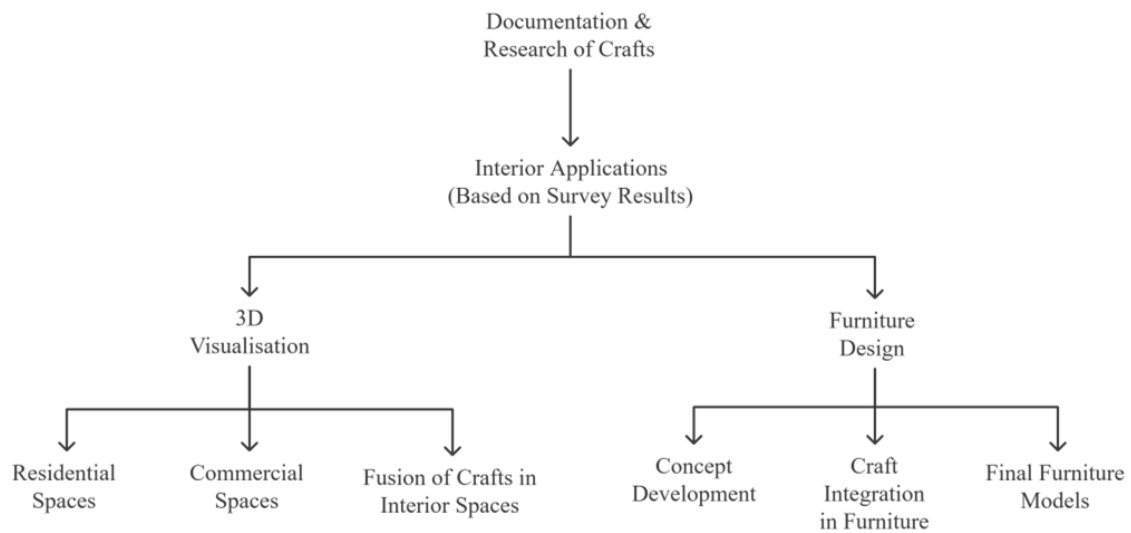 Documentation &
Research of Crafts
Interior Applications
(Based on Survey Results)
3D
Visualisation
Furniture
Design
Residential
Spaces
Commercial
Spaces
Fusion of Crafts in
Interior Spaces
Concept
Development
Craft
Integration
in Furniture
Final Furniture
Models